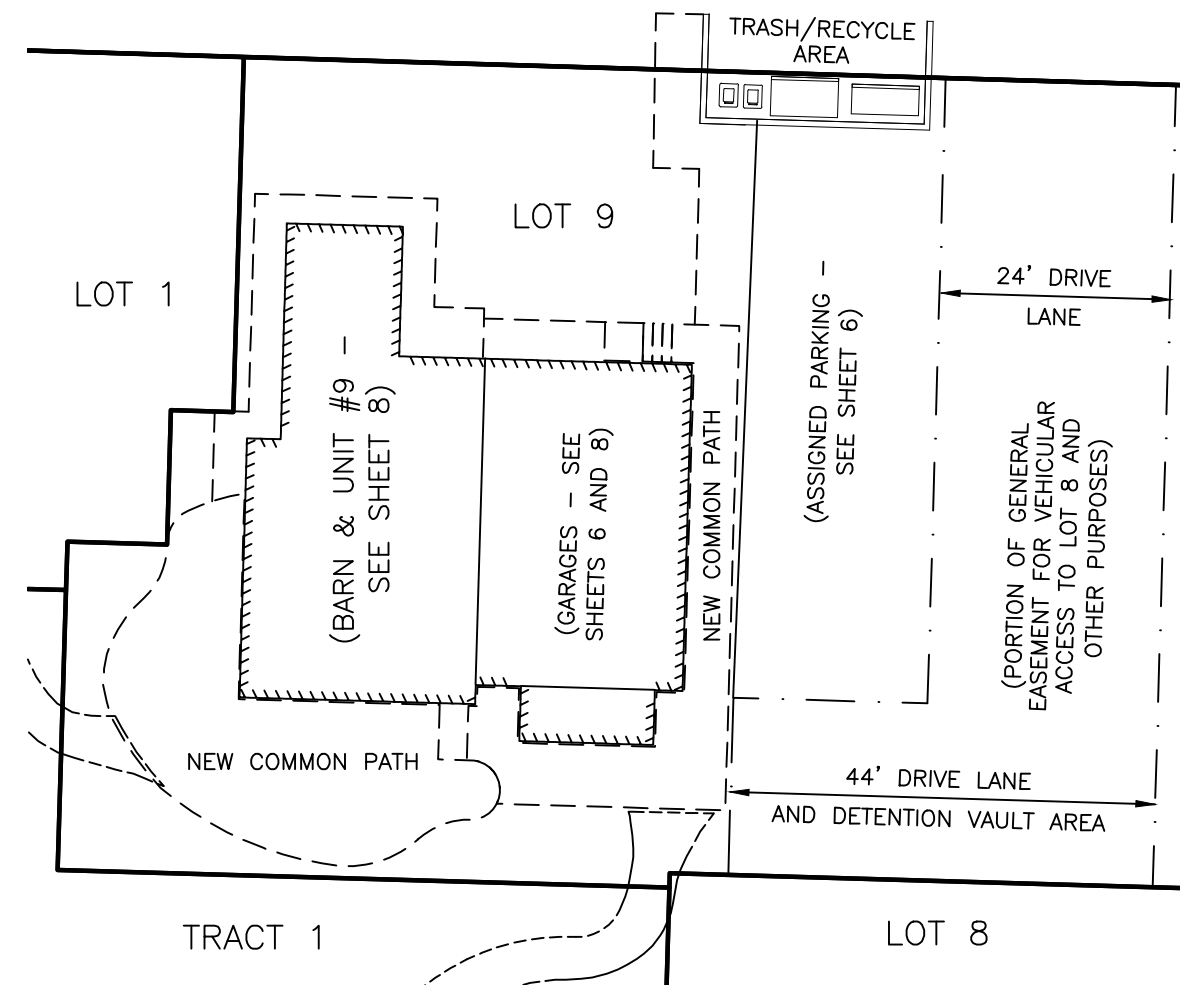 TRASH/RECYCLE
AREA
LOT 9
LOT 1
24' DRIVE
LANE
(BARN & UNIT #9 –
SEE SHEET 8)
(GARAGES – SEE
SHEETS 6 AND 8)
NEW COMMON PATH
(ASSIGNED PARKING –
SEE SHEET 6)
(PORTION OF GENERAL
EASEMENT FOR VEHICULAR
ACCESS TO LOT 8 AND
OTHER PURPOSES)
NEW COMMON PATH
44' DRIVE LANE
AND DETENTION VAULT AREA
TRACT 1
LOT 8